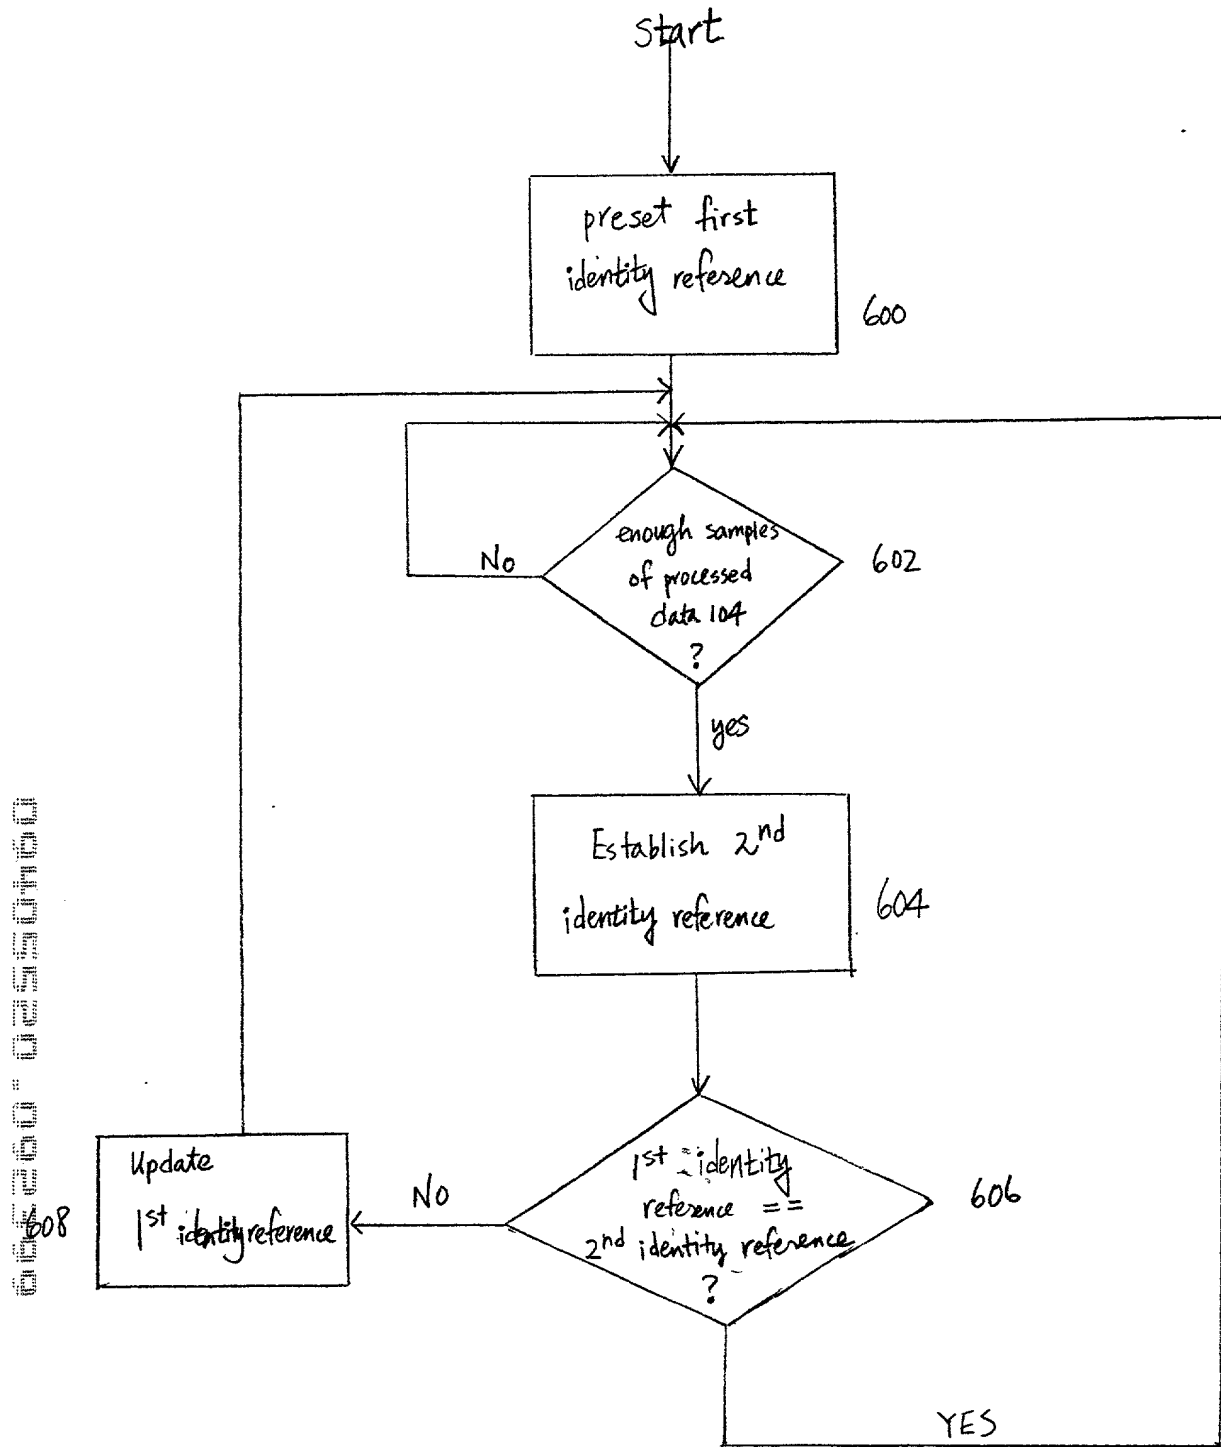 Start
preset first
identity reference
600
enough samples
of processed
data 104
?
602
No
yes
Establish 2nd
identity reference
604
1st identity
reference ==
2nd identity reference
?
606
NO
Update
1st identity reference
608
YES